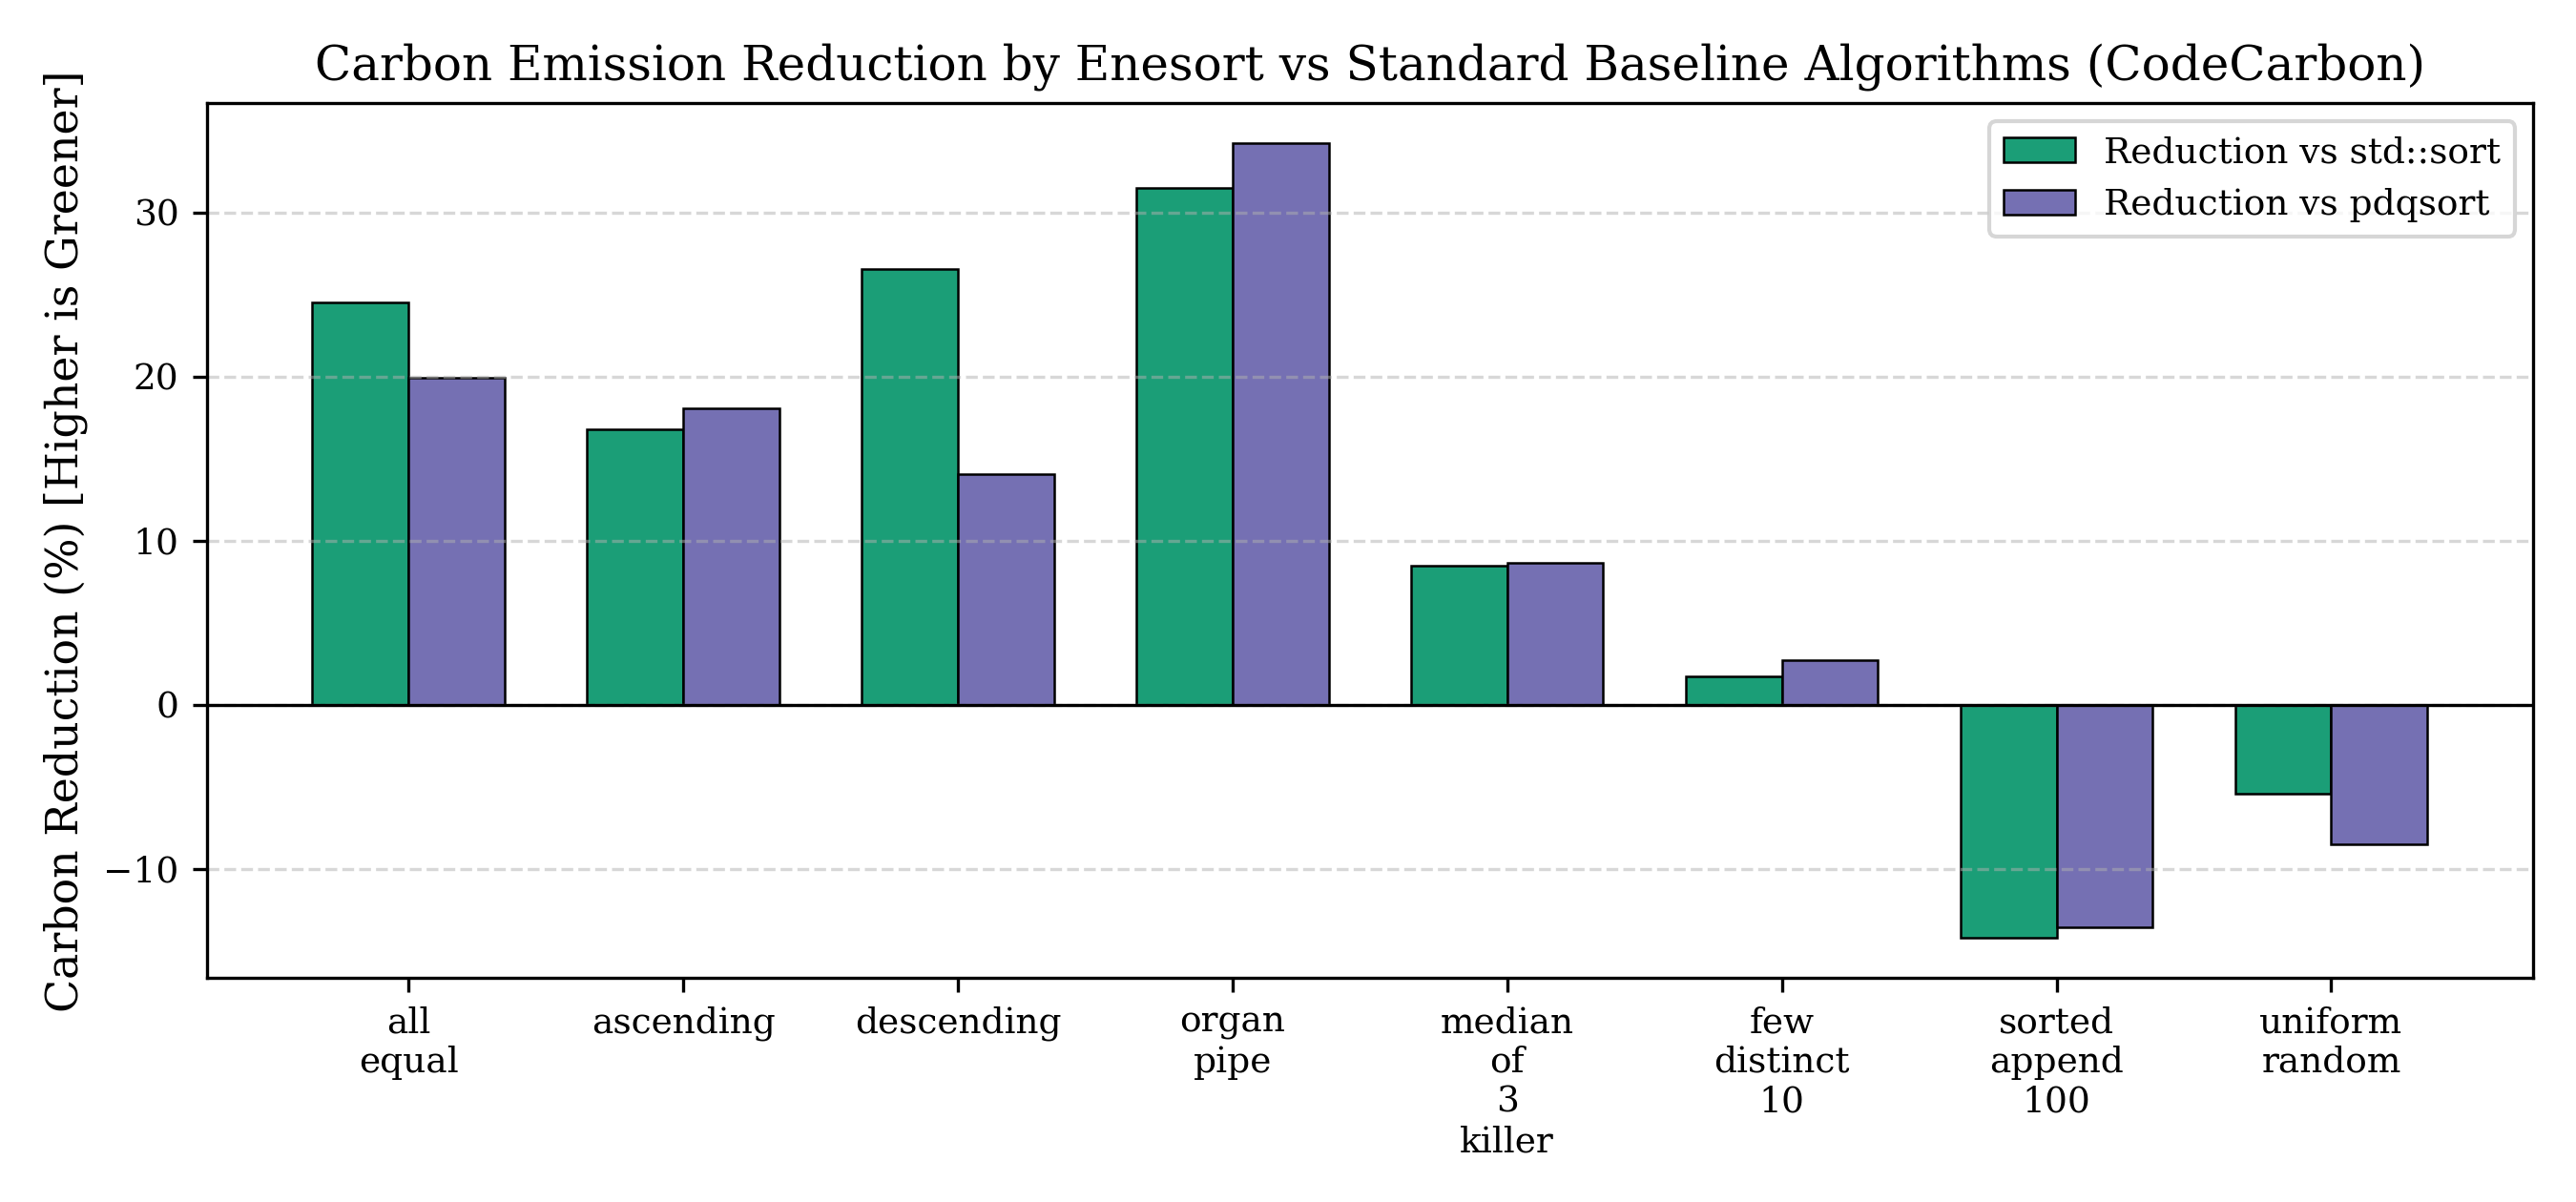 Carbon Emission Reduction by Enesort vs Standard Baseline Algorithms (CodeCarbon)
Carbon Reduction (%) [Higher is Greener]
30
20
10
0
−10
Reduction vs std::sort
Reduction vs pdqsort
all
equal
ascending
descending
organ
pipe
median
of
3
killer
few
distinct
10
sorted
append
100
uniform
random